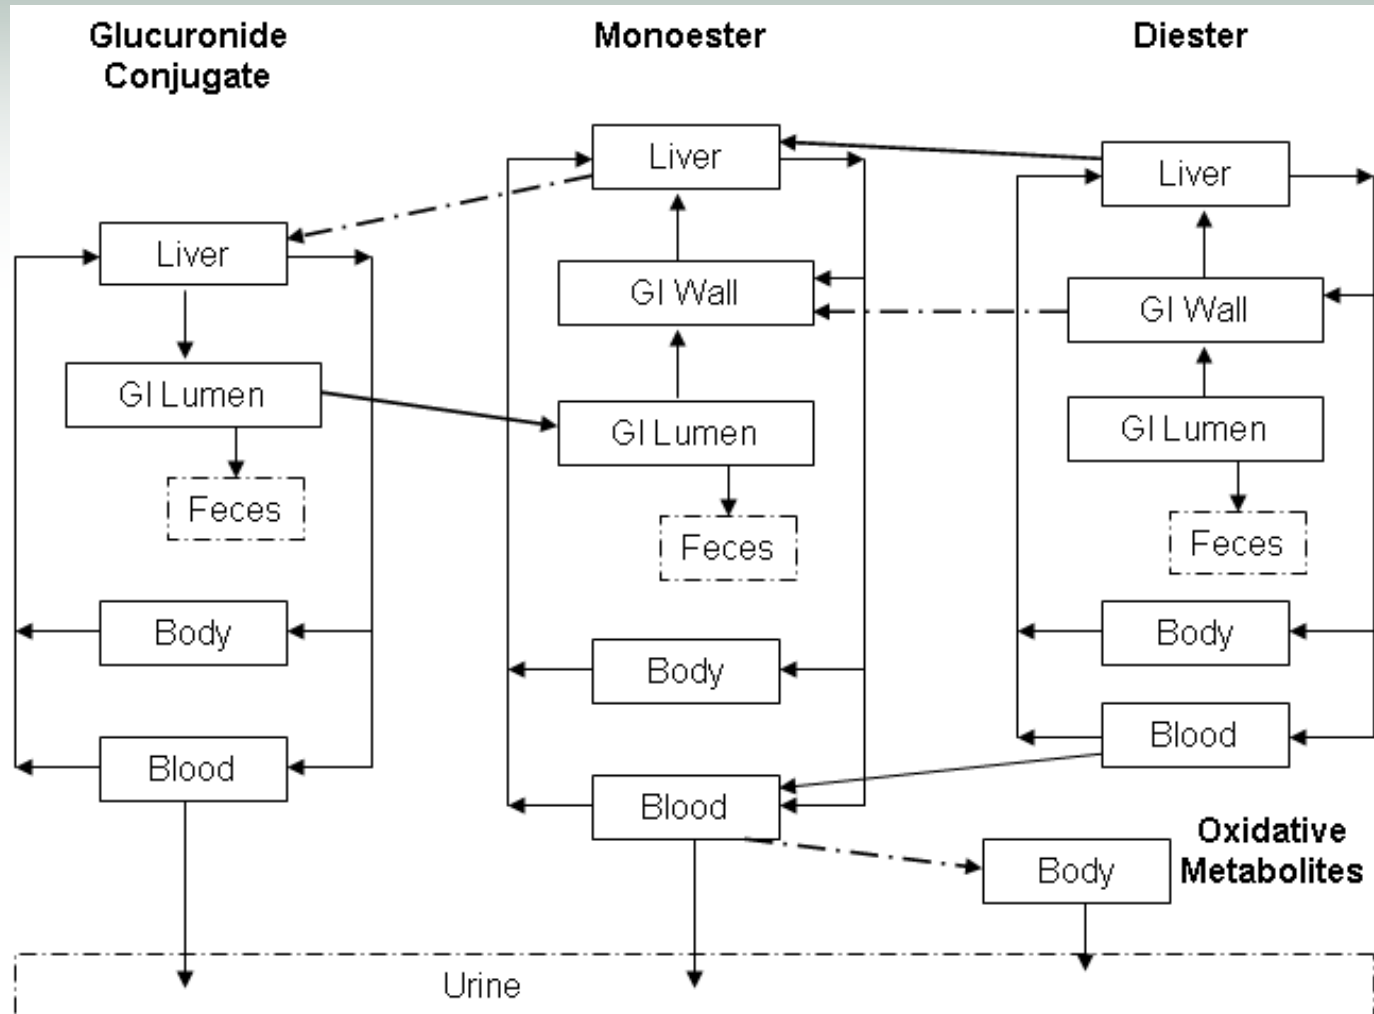 Glucuronide
Conjugate
Liver
GI Lumen
Feces
Body
Blood
Monoester
Liver
GI Wall
GI Lumen
Feces
Body
Blood
Diester
Liver
GI Wall
GI Lumen
Feces
Body
Blood
Oxidative
Metabolites
Body
Urine